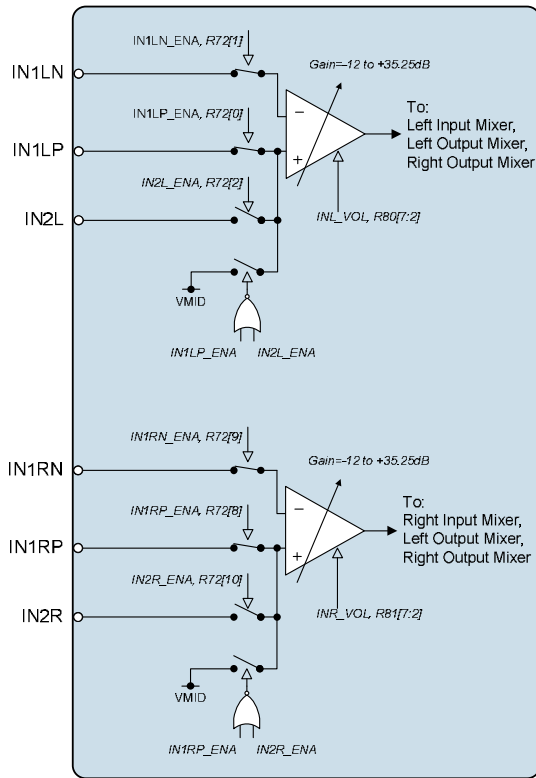 IN1LN_ENA, R72[1]
Gain=-12 to +35.25dB
IN1LN
IN1LP_ENA, R72[0]
IN1LP
To:
Left Input Mixer,
Left Output Mixer,
Right Output Mixer
IN2L_ENA, R72[2]
IN2L
INL_VOL, R80[7:2]
VMID
IN1LP_ENA IN2L_ENA
IN1RN_ENA, R72[9]
Gain=-12 to +35.25dB
IN1RN
IN1RP_ENA, R72[8]
IN1RP
To:
Right Input Mixer,
Left Output Mixer,
Right Output Mixer
IN2R_ENA, R72[10]
IN2R
INR_VOL, R81[7:2]
VMID
IN1RP_ENA IN2R_ENA